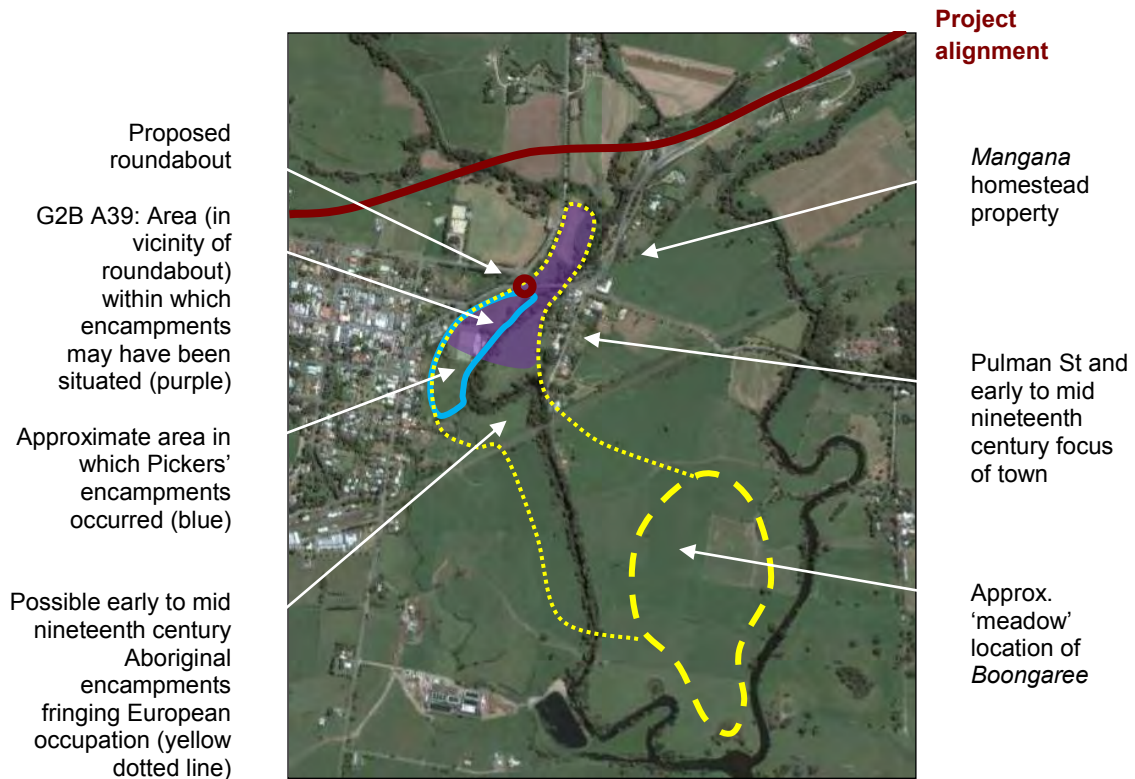 Project
alignment
Proposed
roundabout
G2B A39: Area (in
vicinity of
roundabout)
within which
encampments
may have been
situated (purple)
Approximate area in
which Pickers'
encampments
occurred (blue)
Possible early to mid
nineteenth century
Aboriginal
encampments
fringing European
occupation (yellow
dotted line)
Mangana
homestead
property
Pulman St and
early to mid
nineteenth
century focus
of town
Approx.
‘meadow’
location of
Boongaree